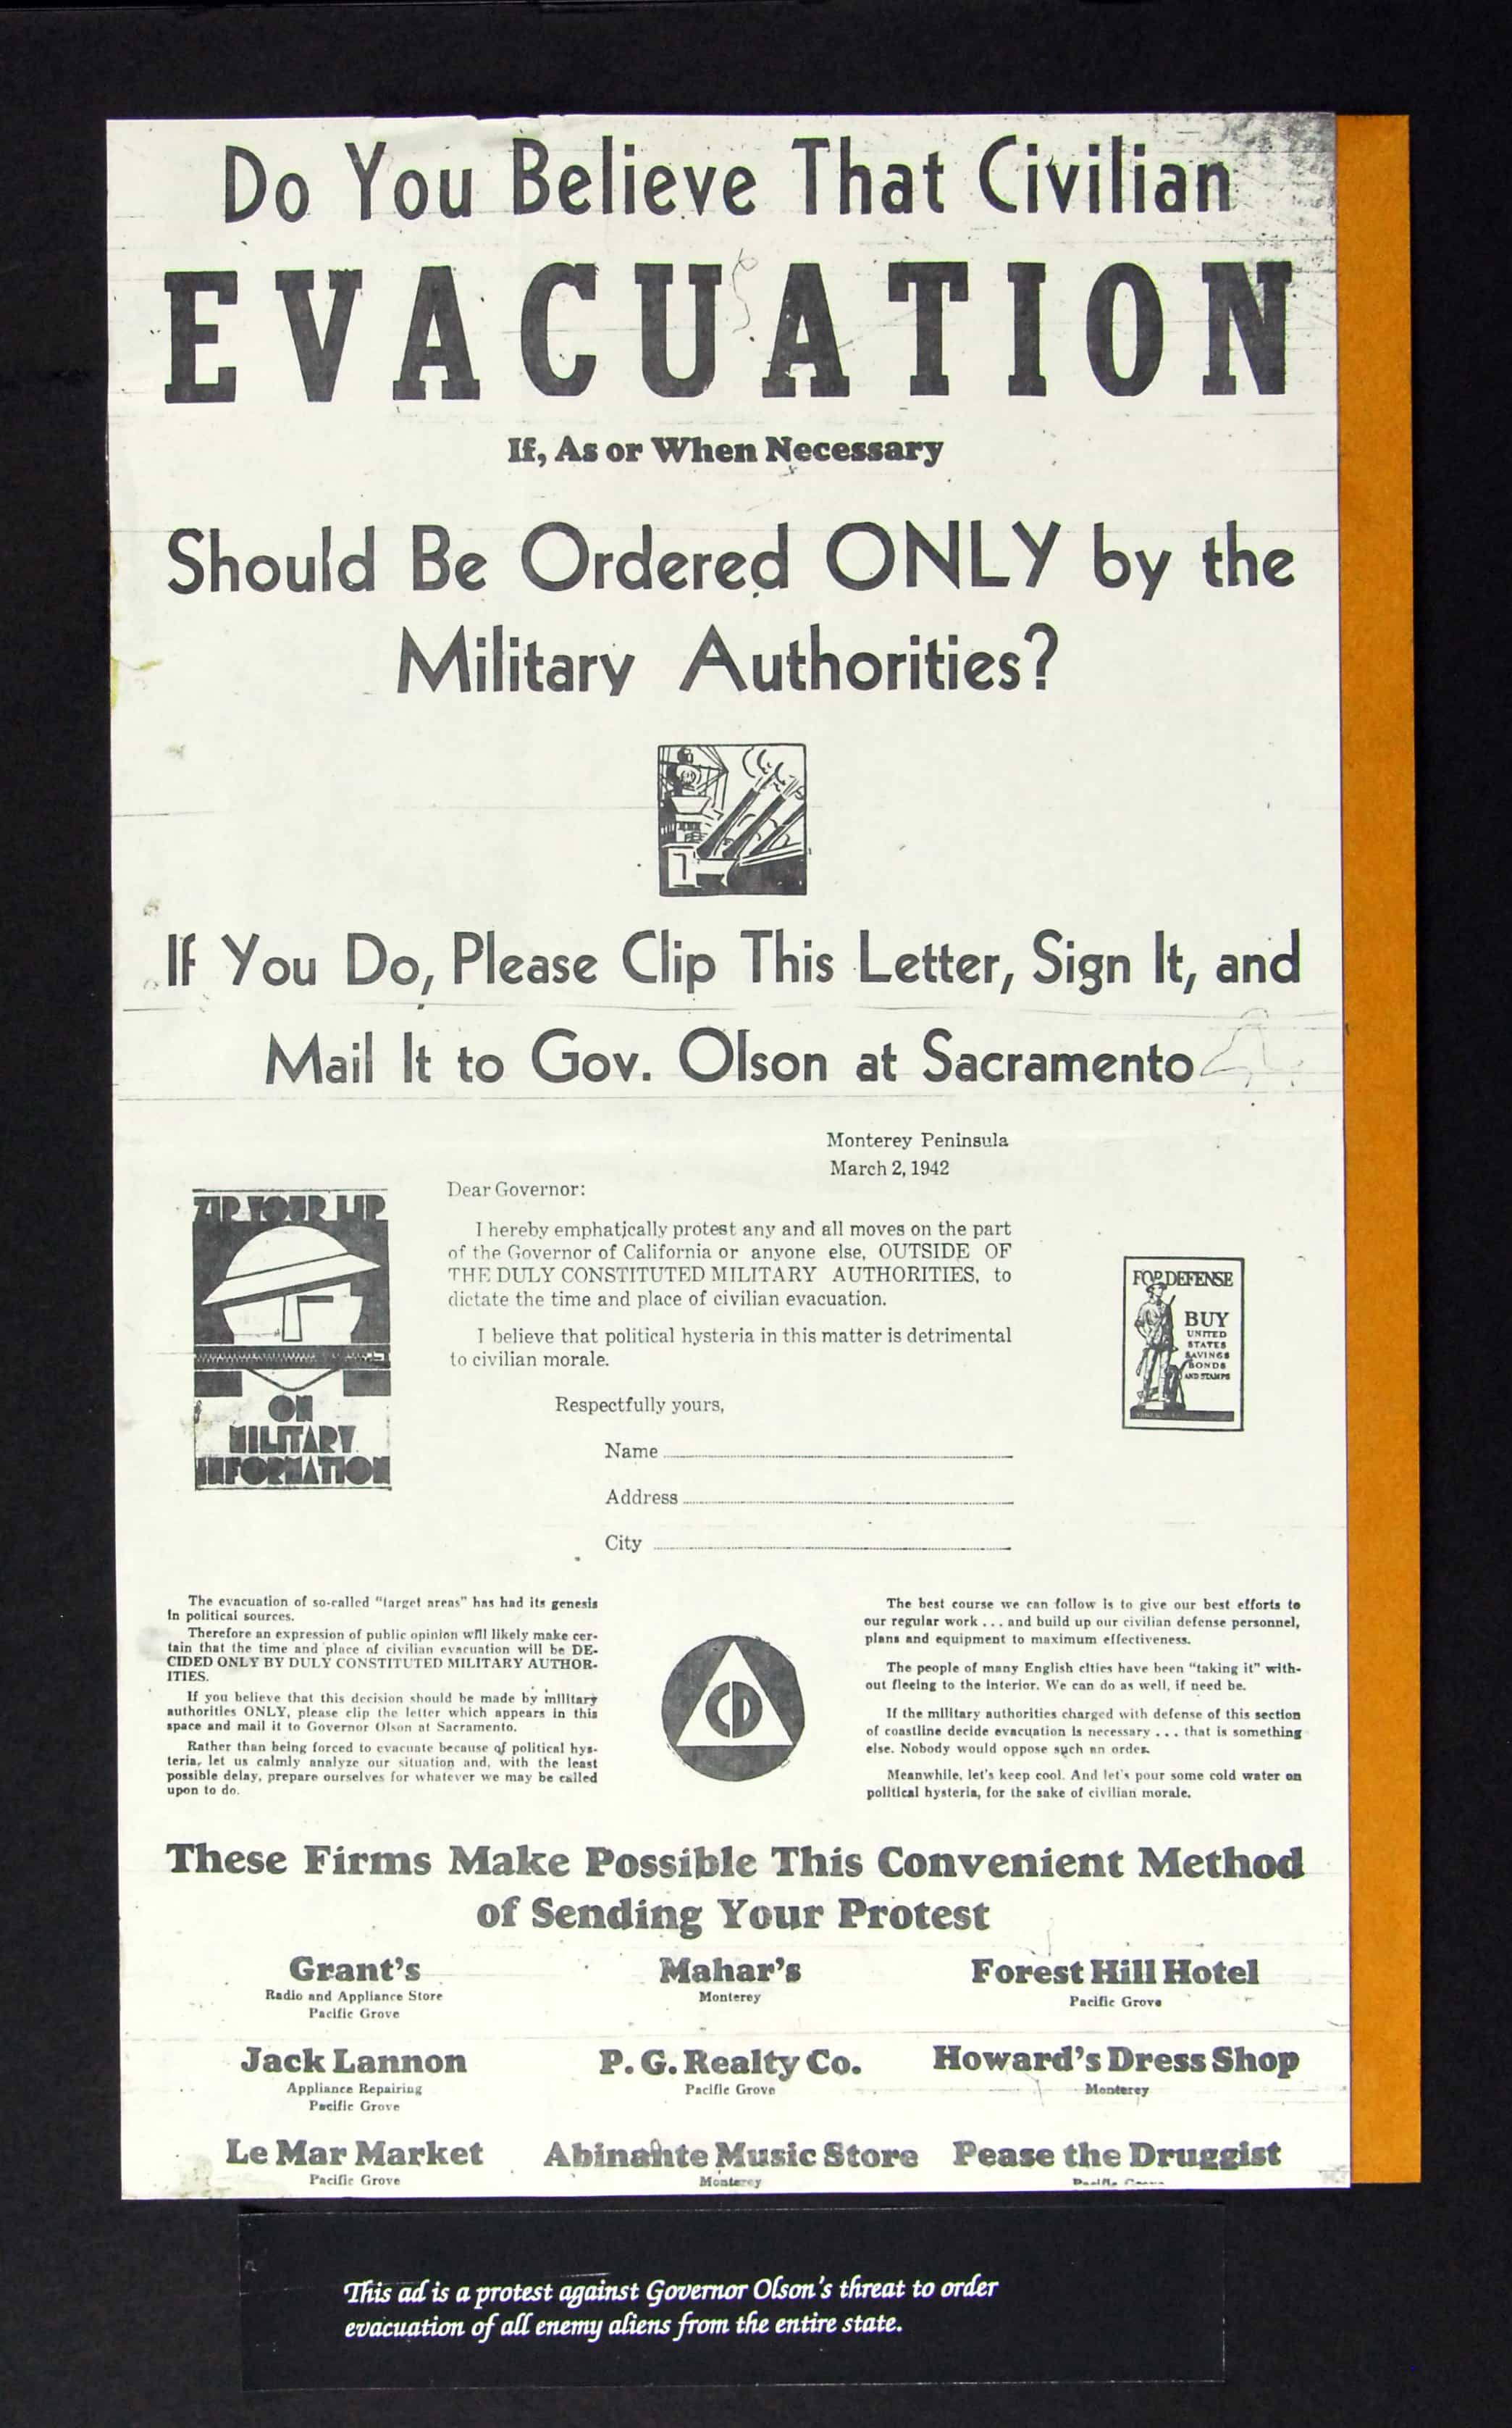 Do You Believe That Civilian
EVACUATION
If, As or When Necessary
Should Be Ordered ONLY by the
Military Authorities?
If You Do, Please Clip This Letter, Sign It, and
Mail It to Gov. Olson at Sacramento
Monterey Peninsula
March 2, 1942
Dear Governor:
I hereby emphatically protest any and all moves on the part
of the Governor of California or anyone else, OUTSIDE OF
THE DULY CONSTITUTED MILITARY AUTHORITIES, to
dictate the time and place of civilian evacuation.
I believe that political hysteria in this matter is detrimental
to civilian morale.
Respectfully yours,
Name
Address
City
ZIP YOUR LIP
ON
MILITARY
INFORMATION
FOR DEFENSE
BUY
UNITED
STATES
SAVINGS
BONDS
AND STAMPS
The evacuation of so-called "target areas" has had its genesis
in political sources.
Therefore an expression of public opinion will likely make cer-
tain that the time and place of civilian evacuation will be DE-
CIDED ONLY BY DULY CONSTITUTED MILITARY AUTHOR-
ITIES.
If you believe that this decision should be made by military
authorities ONLY, please clip the letter which appears in this
space and mail it to Governor Olson at Sacramento.
Rather than being forced to evacuate because of political hys-
teria, let us calmly analyze our situation and, with the least
possible delay, prepare ourselves for whatever we may be called
upon to do.
CD
The best course we can follow is to give our best efforts to
our regular work . . . and build up our civilian defense personnel,
plans and equipment to maximum effectiveness.
The people of many English cities have been "taking it" with-
out fleeing to the interior. We can do as well, if need be.
If the military authorities charged with defense of this section
of coastline decide evacuation is necessary . . . that is something
else. Nobody would oppose such an order.
Meanwhile, let's keep cool. And let's pour some cold water on
political hysteria, for the sake of civilian morale.
These Firms Make Possible This Convenient Method
of Sending Your Protest
Grant's
Radio and Appliance Store
Pacific Grove
Mahar's
Monterey
Forest Hill Hotel
Pacific Grove
Jack Lannon
Appliance Repairing
Pacific Grove
P. G. Realty Co.
Pacific Grove
Howard's Dress Shop
Monterey
Le Mar Market
Pacific Grove
Abinante Music Store
Monterey
Pease the Druggist
Pacific Grove
This ad is a protest against Governor Olson's threat to order
evacuation of all enemy aliens from the entire state.